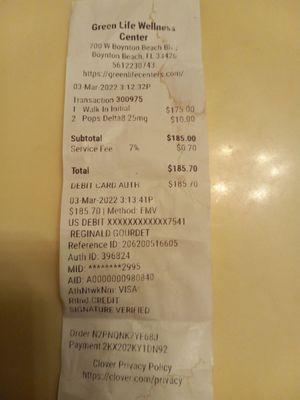 Green Life Wellness
Center
700 W Boynton Beach Blvd
Boynton Beach, FL 33426
5612230743
https://greenlifecenters.com/
03-Mar-2022 3:12:32P
Transaction 300975
1 Walk In Initial $175.00
2 Pops Delta8 25mg $10.00
Subtotal $185.00
Service Fee 7% $0.70
Total $185.70
DEBIT CARD AUTH $185.70
03-Mar-2022 3:13:41P
$185.70 | Method: EMV
US DEBIT XXXXXXXXXXXX7541
REGINALD GOURDET
Reference ID: 206200516605
Auth ID: 396824
MID: ********2995
AID: A0000000980840
AthNtwkNm: VISA
RtInd:CREDIT
SIGNATURE VERIFIED
Order N2PNQNK7YE68J
Payment 2KX202KY1DN92
Clover Privacy Policy
https://clover.com/privacy